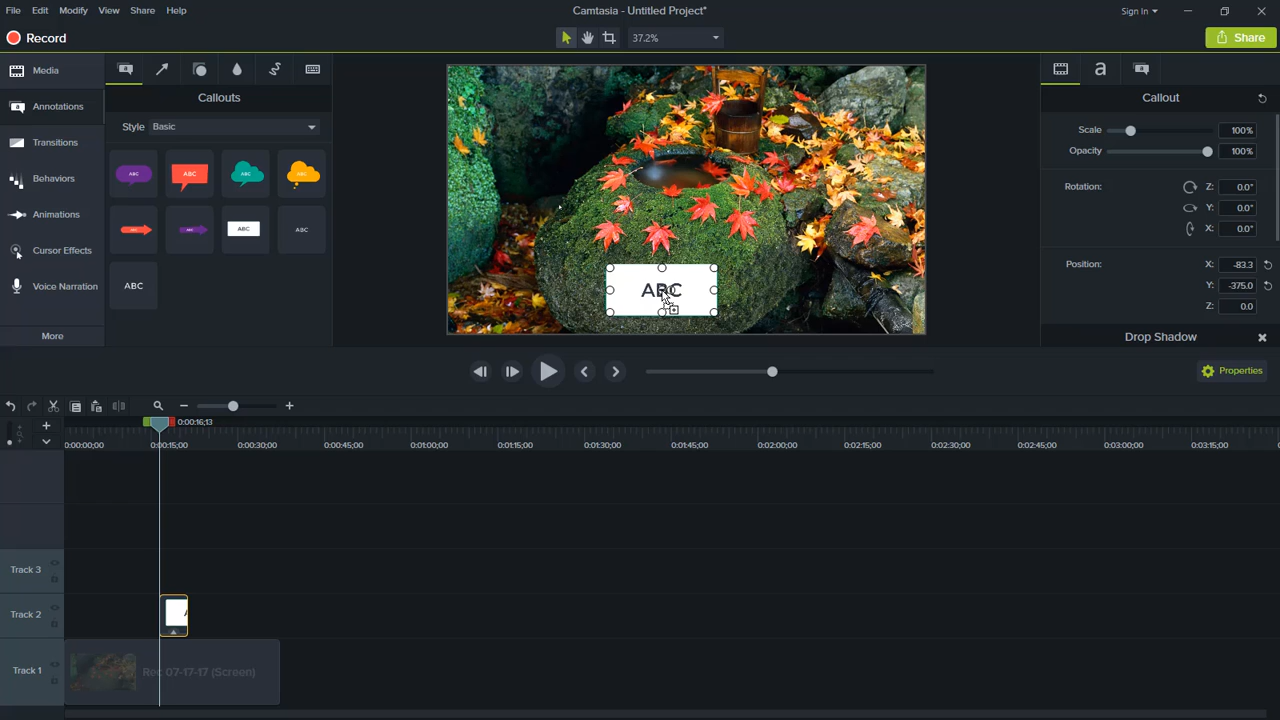 File Edit Modify View Share Help
Camtasia - Untitled Project*
Sign In
Record
37.2%
Share
Media
Annotations
Transitions
Behaviors
Animations
Cursor Effects
Voice Narration
More
Callouts
Style Basic
ABC ABC ABC ABC
ABC ABC ABC
ABC
ABC
a
Callout
Scale 100%
Opacity 100%
Rotation: Z: 0.0°
Y: 0.0°
X: 0.0°
Position: X: -83.3
Y: -375.0
Z: 0.0
Drop Shadow
Properties
0:00:16;13
0:00:00;00 0:00:15;00 0:00:30;00 0:00:45;00 0:01:00;00 0:01:15;00 0:01:30;00 0:01:45;00 0:02:00;00 0:02:15;00 0:02:30;00 0:02:45;00 0:03:00;00 0:03:15;00
Track 3
Track 2
Track 1
Rec 07-17-17 (Screen)